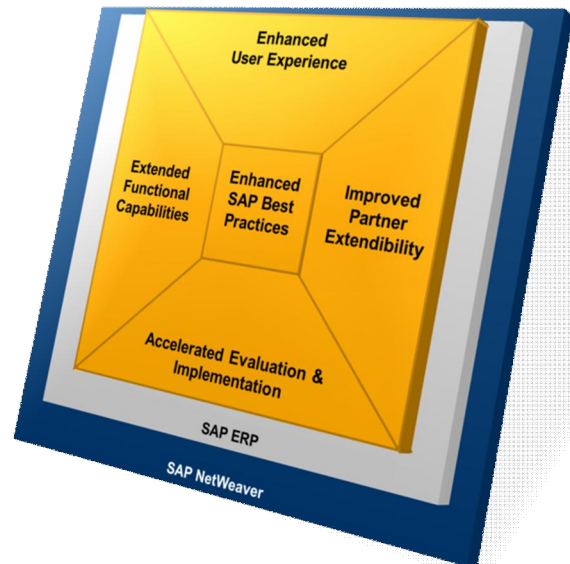 Enhanced
User Experience
Extended
Functional
Capabilities
Enhanced
SAP Best
Practices
Improved
Partner
Extendibility
Accelerated Evaluation &
Implementation
SAP ERP
SAP NetWeaver